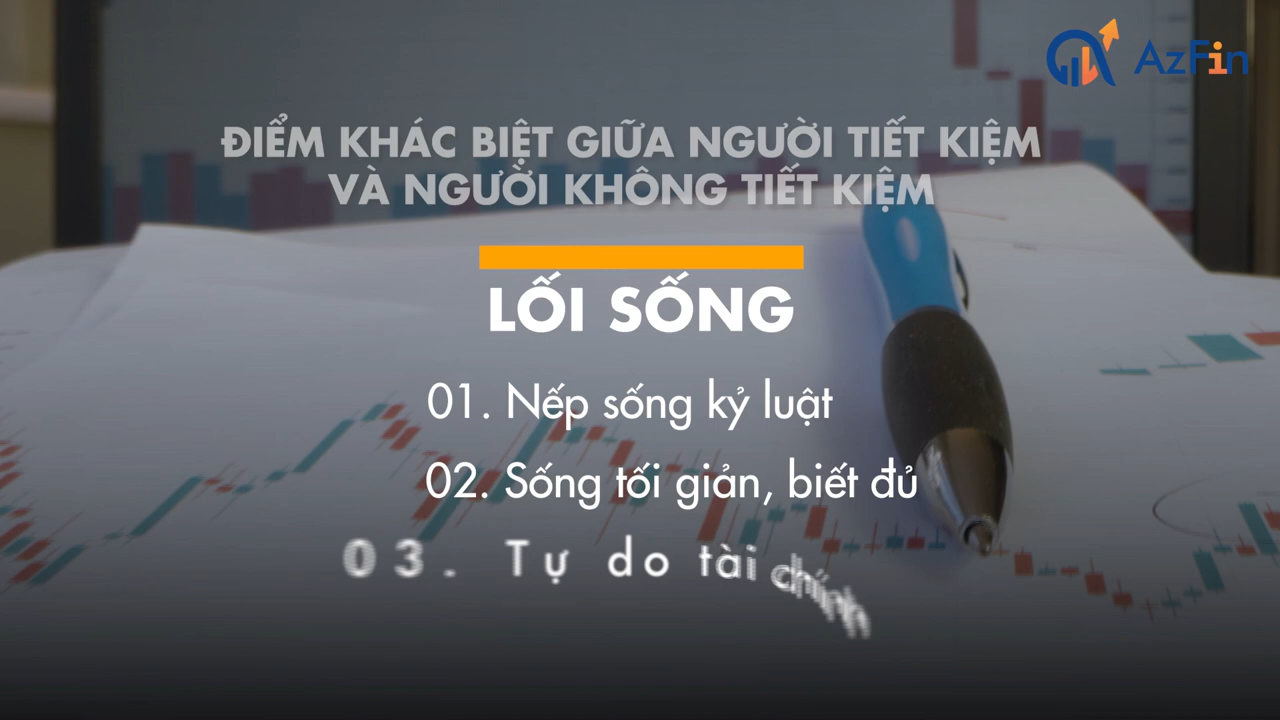 AzFin
ĐIỂM KHÁC BIỆT GIỮA NGƯỜI TIẾT KIỆM
VÀ NGƯỜI KHÔNG TIẾT KIỆM
LỐI SỐNG
01. Nếp sống kỷ luật
02. Sống tối giản, biết đủ
03. Tự do tài chính